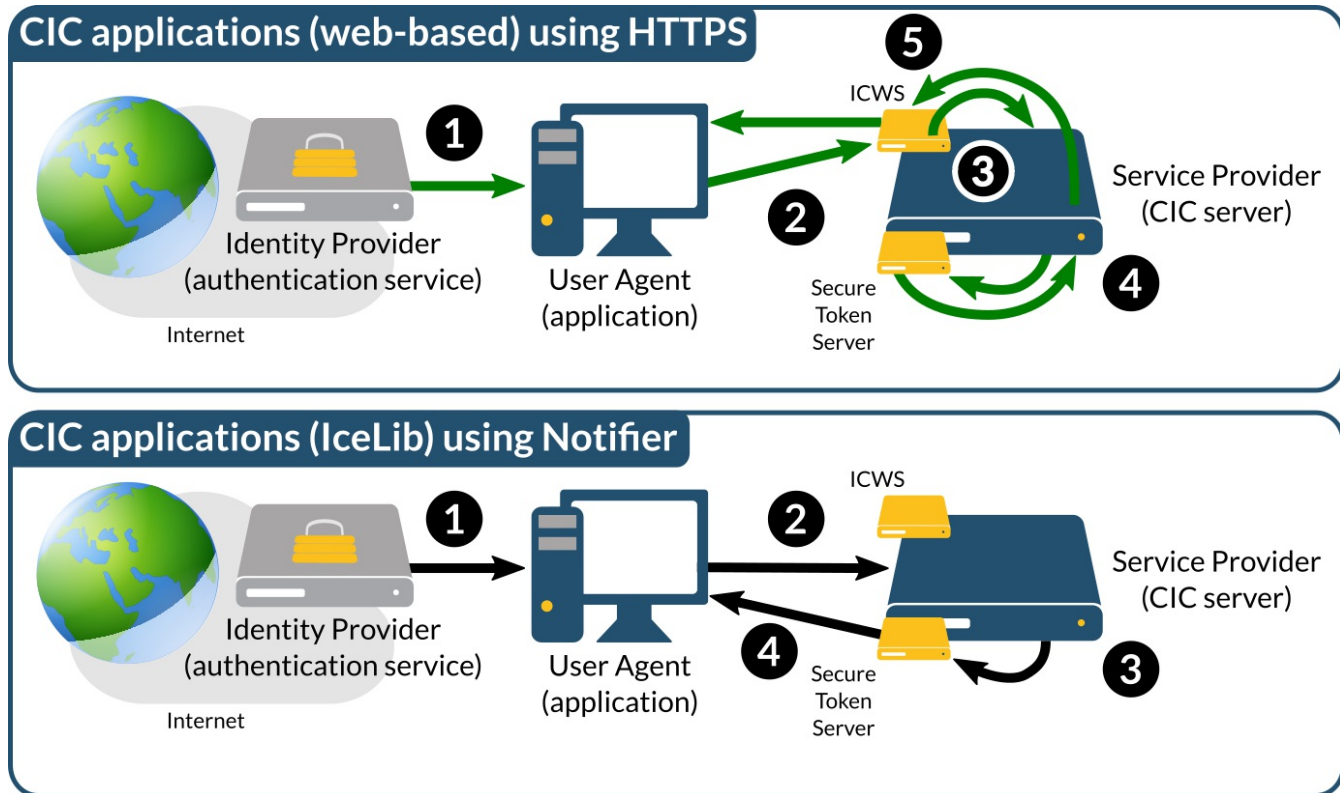 CIC applications (web-based) using HTTPS
5
ICWS
1
3
Service Provider
(CIC server)
2
Identity Provider
(authentication service)
User Agent
(application)
4
Secure
Token
Server
Internet
CIC applications (IceLib) using Notifier
ICWS
1
2
Service Provider
(CIC server)
Identity Provider
(authentication service)
User Agent
(application)
4
3
Secure
Token
Server
Internet